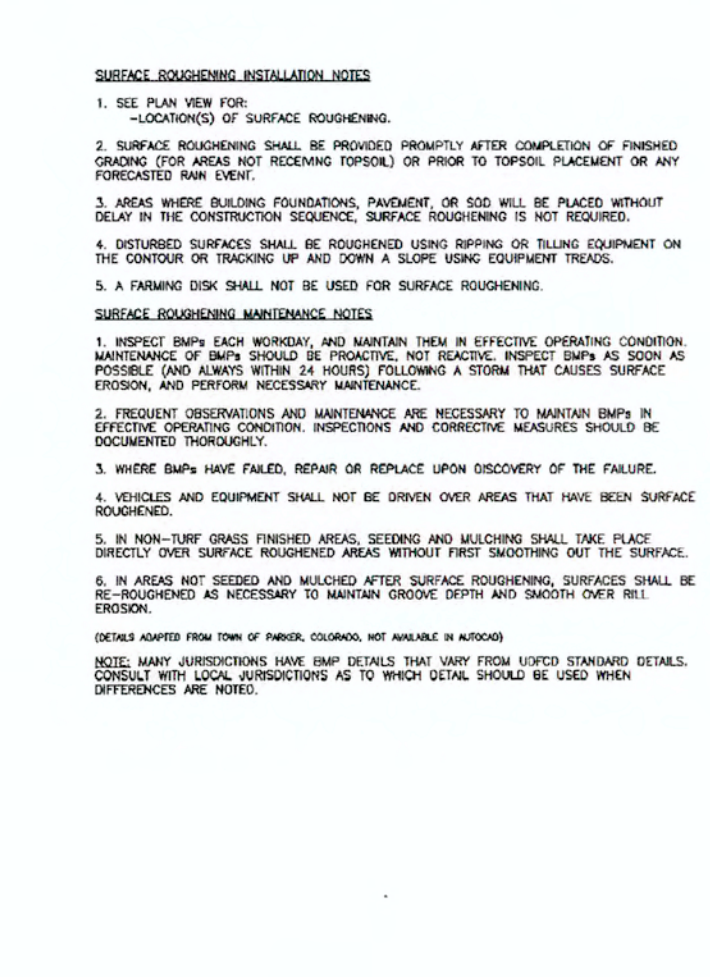 SURFACE ROUGHENING INSTALLATION NOTES
1. SEE PLAN VIEW FOR:
-LOCATION(S) OF SURFACE ROUGHENING.
2. SURFACE ROUGHENING SHALL BE PROVIDED PROMPTLY AFTER COMPLETION OF FINISHED
GRADING (FOR AREAS NOT RECEIVING TOPSOIL) OR PRIOR TO TOPSOIL PLACEMENT OR ANY
FORECASTED RAIN EVENT.
3. AREAS WHERE BUILDING FOUNDATIONS, PAVEMENT, OR SOD WILL BE PLACED WITHOUT
DELAY IN THE CONSTRUCTION SEQUENCE, SURFACE ROUGHENING IS NOT REQUIRED.
4. DISTURBED SURFACES SHALL BE ROUGHENED USING RIPPING OR TILLING EQUIPMENT ON
THE CONTOUR OR TRACKING UP AND DOWN A SLOPE USING EQUIPMENT TREADS.
5. A FARMING DISK SHALL NOT BE USED FOR SURFACE ROUGHENING.
SURFACE ROUGHENING MAINTENANCE NOTES
1. INSPECT BMPs EACH WORKDAY, AND MAINTAIN THEM IN EFFECTIVE OPERATING CONDITION.
MAINTENANCE OF BMPs SHOULD BE PROACTIVE, NOT REACTIVE. INSPECT BMPs AS SOON AS
POSSIBLE (AND ALWAYS WITHIN 24 HOURS) FOLLOWING A STORM THAT CAUSES SURFACE
EROSION, AND PERFORM NECESSARY MAINTENANCE.
2. FREQUENT OBSERVATIONS AND MAINTENANCE ARE NECESSARY TO MAINTAIN BMPs IN
EFFECTIVE OPERATING CONDITION. INSPECTIONS AND CORRECTIVE MEASURES SHOULD BE
DOCUMENTED THOROUGHLY.
3. WHERE BMPs HAVE FAILED, REPAIR OR REPLACE UPON DISCOVERY OF THE FAILURE.
4. VEHICLES AND EQUIPMENT SHALL NOT BE DRIVEN OVER AREAS THAT HAVE BEEN SURFACE
ROUGHENED.
5. IN NON-TURF GRASS FINISHED AREAS, SEEDING AND MULCHING SHALL TAKE PLACE
DIRECTLY OVER SURFACE ROUGHENED AREAS WITHOUT FIRST SMOOTHING OUT THE SURFACE.
6. IN AREAS NOT SEEDED AND MULCHED AFTER SURFACE ROUGHENING, SURFACES SHALL BE
RE-ROUGHENED AS NECESSARY TO MAINTAIN GROOVE DEPTH AND SMOOTH OVER RILL
EROSION.
(DETAILS ADAPTED FROM TOWN OF PARKER, COLORADO, NOT AVAILABLE IN AUTOCAD)
NOTE: MANY JURISDICTIONS HAVE BMP DETAILS THAT VARY FROM UDFCD STANDARD DETAILS.
CONSULT WITH LOCAL JURISDICTIONS AS TO WHICH DETAIL SHOULD BE USED WHEN
DIFFERENCES ARE NOTED.